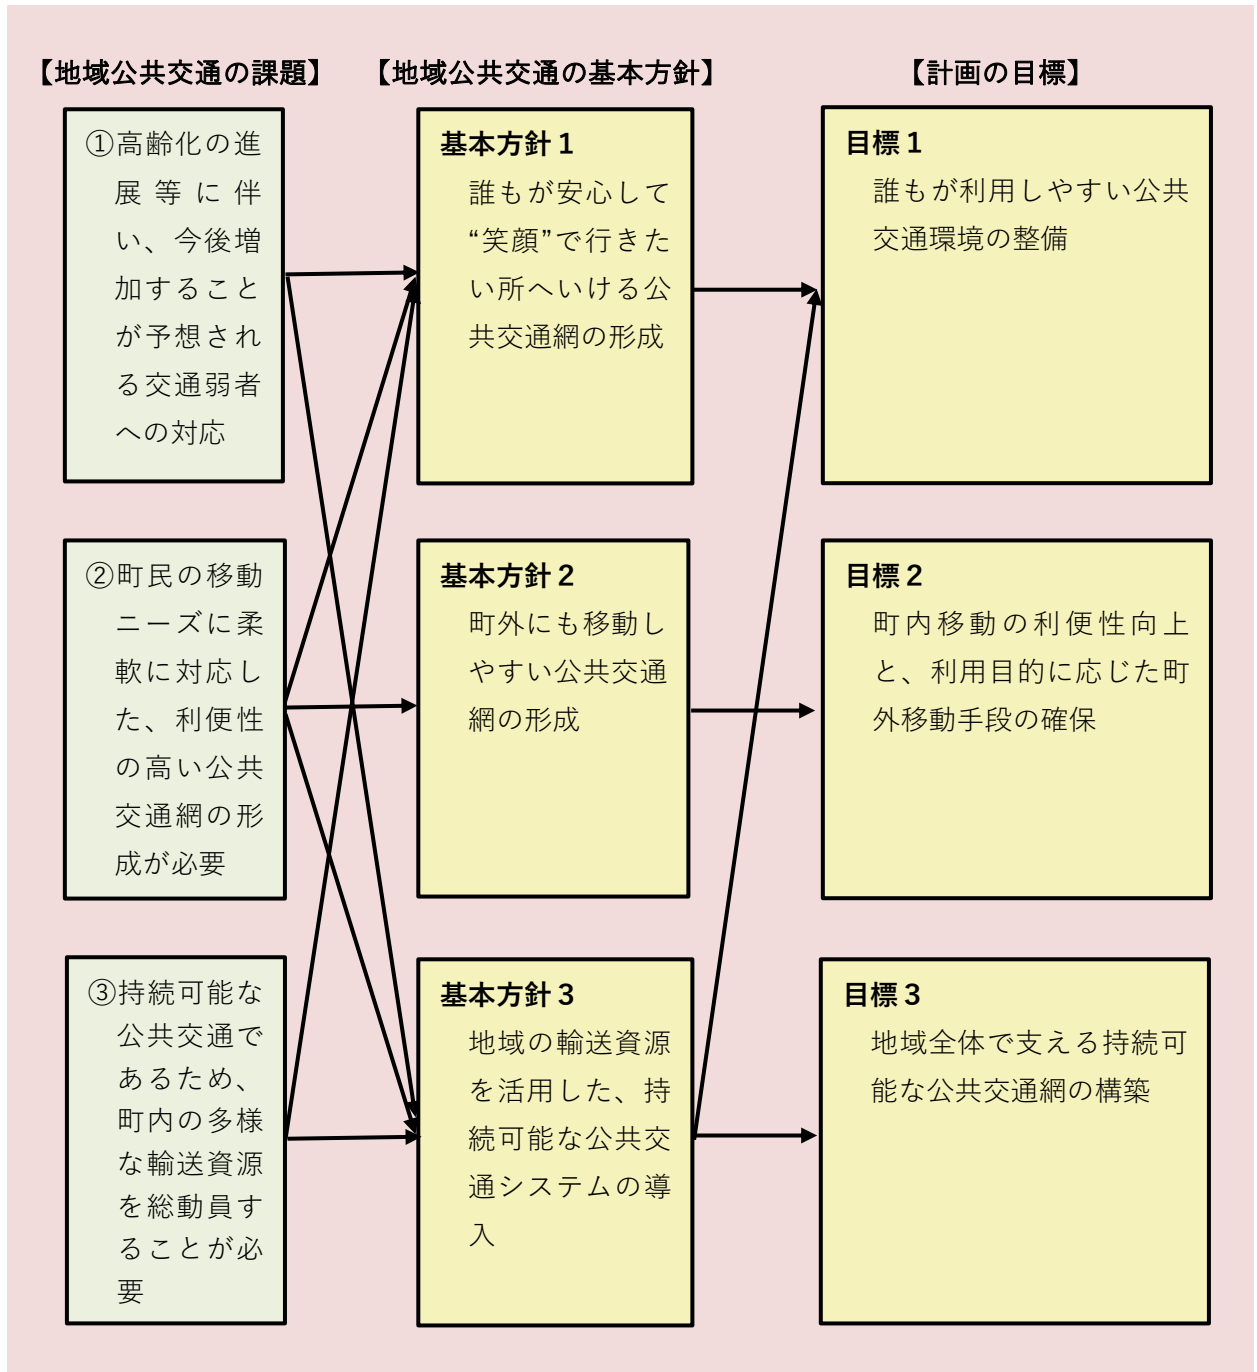 【地域公共交通の課題】
【地域公共交通の基本方針】
【計画の目標】
①高齢化の進
展等に伴
い、今後増
加すること
が予想され
る交通弱者
への対応
基本方針１
誰もが安心して
“笑顔”で行きた
い所へいける公
共交通網の形成
目標１
誰もが利用しやすい公共
交通環境の整備
②町民の移動
ニーズに柔
軟に対応し
た、利便性
の高い公共
交通網の形
成が必要
基本方針２
町外にも移動し
やすい公共交通
網の形成
目標２
町内移動の利便性向上
と、利用目的に応じた町
外移動手段の確保
③持続可能な
公共交通で
あるため、
町内の多様
な輸送資源
を総動員す
ることが必
要
基本方針３
地域の輸送資源
を活用した、持
続可能な公共交
通システムの導
入
目標３
地域全体で支える持続可
能な公共交通網の構築